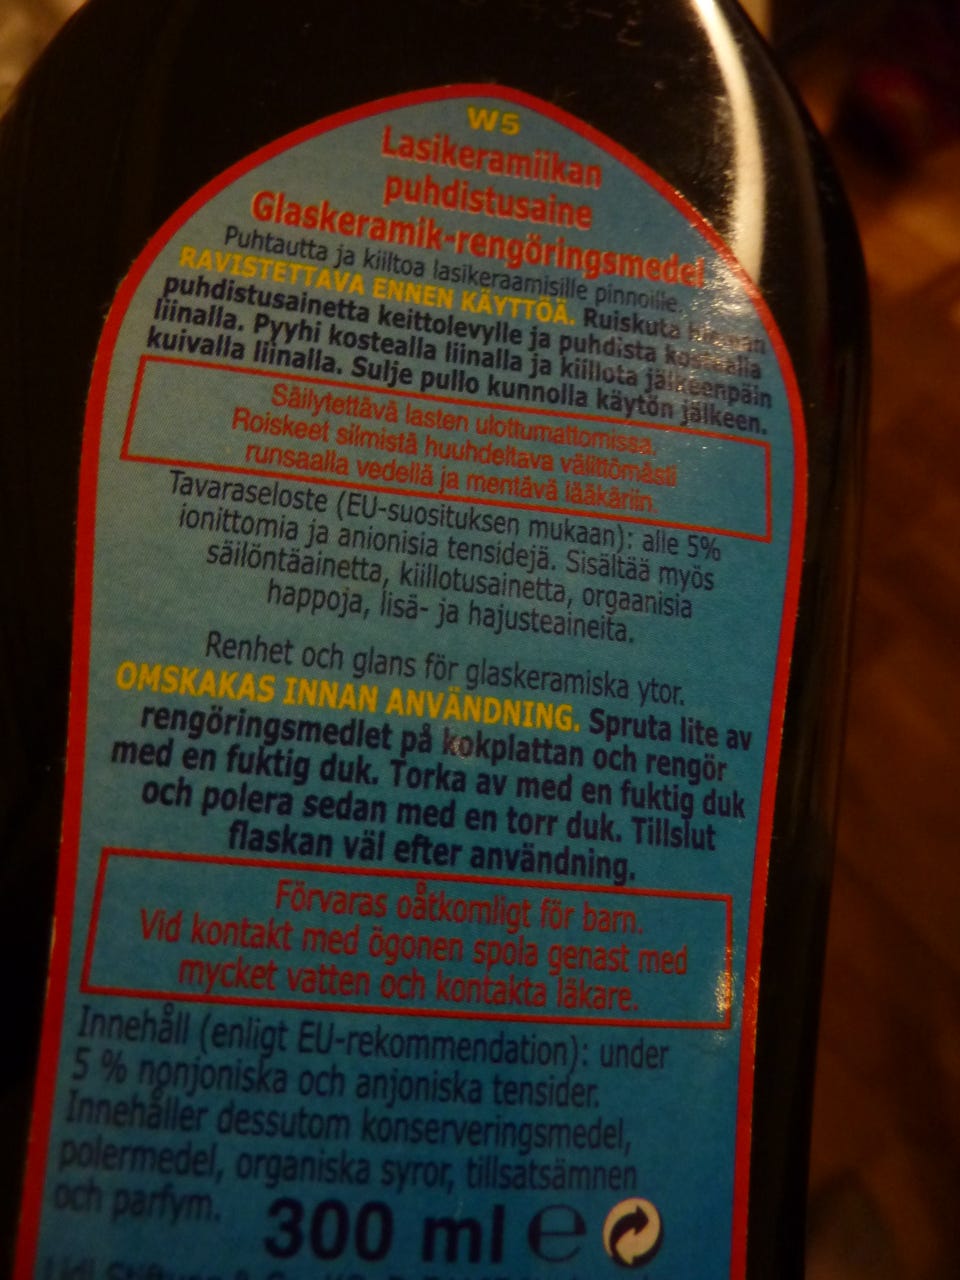 W5
Lasikeramiikan
puhdistusaine
Glaskeramik-rengöringsmedel
Puhtautta ja kiiltoa lasikeraamisille pinnoille.
RAVISTETTAVA ENNEN KÄYTTÖÄ. Ruiskuta hieman
puhdistusainetta keittolevylle ja puhdista kostealla
liinalla. Pyyhi kostealla liinalla ja kiillota jälkeenpäin
kuivalla liinalla. Sulje pullo kunnolla käytön jälkeen.
Säilytettävä lasten ulottumattomissa.
Roiskeet silmistä huuhdeltava välittömästi
runsaalla vedellä ja mentävä lääkäriin.
Tavaraseloste (EU-suosituksen mukaan): alle 5%
ionittomia ja anionisia tensidejä. Sisältää myös
säilöntäainetta, kiillotusainetta, orgaanisia
happoja, lisä- ja hajusteaineita.
Renhet och glans för glaskeramiska ytor.
OMSKAKAS INNAN ANVÄNDNING. Spruta lite av
rengöringsmedlet på kokplattan och rengör
med en fuktig duk. Torka av med en fuktig duk
och polera sedan med en torr duk. Tillslut
flaskan väl efter användning.
Förvaras oåtkomligt för barn.
Vid kontakt med ögonen spola genast med
mycket vatten och kontakta läkare.
Innehåll (enligt EU-rekommendation): under
5 % nonjoniska och anjoniska tensider.
Innehåller dessutom konserveringsmedel,
polermedel, organiska syror, tillsatsämnen
och parfym. 300 ml e
Lidl Stiftung & Co.